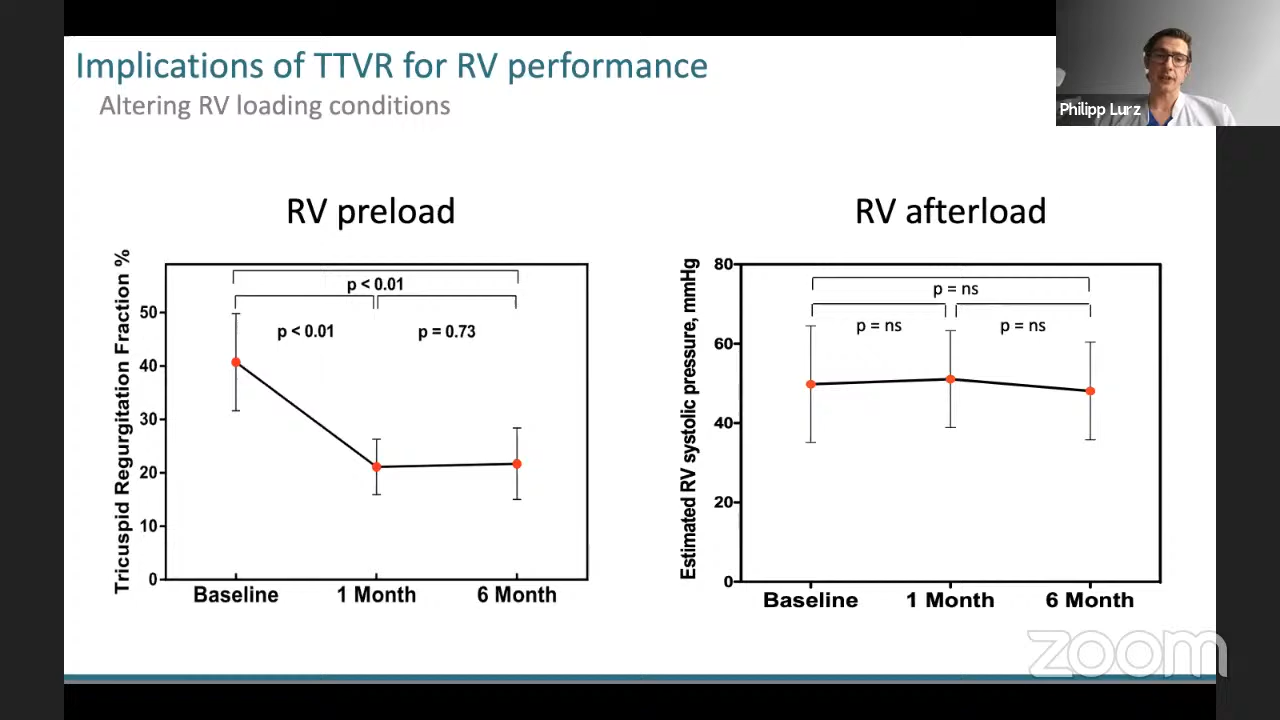 Implications of TTVR for RV performance
Altering RV loading conditions
Philipp Lurz
RV preload
Tricuspid Regurgitation Fraction %
50
40
30
20
10
0
p < 0.01
p < 0.01
p = 0.73
Baseline
1 Month
6 Month
RV afterload
Estimated RV systolic pressure, mmHg
80
60
40
20
0
p = ns
p = ns
p = ns
Baseline
1 Month
6 Month
zoom